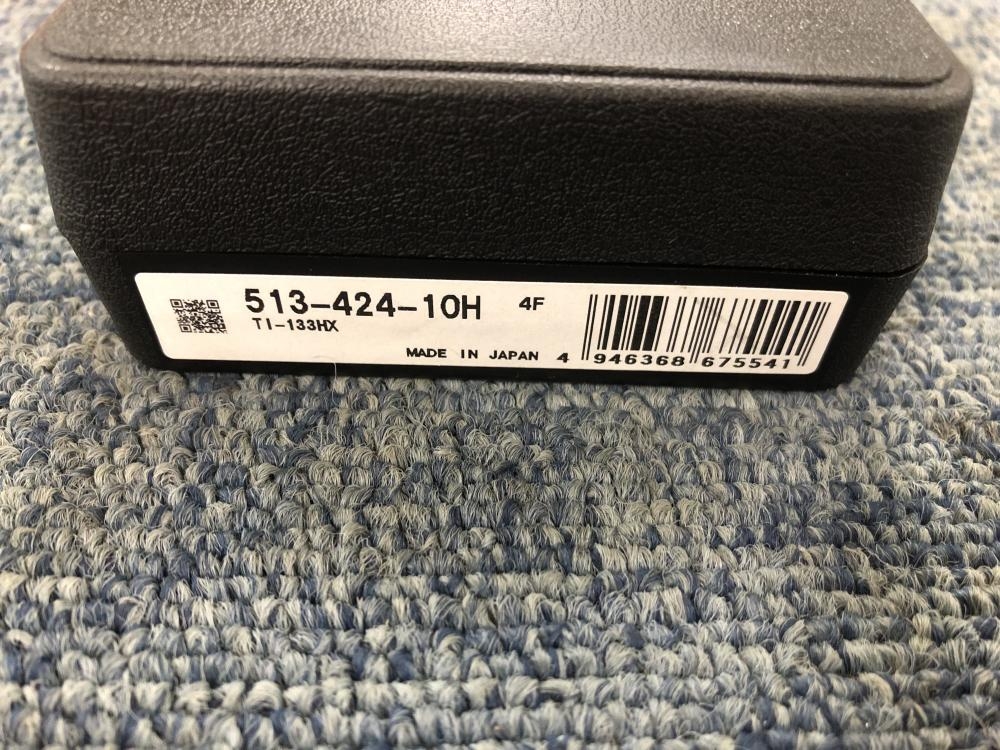 513-424-10H 4F
TI-133HX
MADE IN JAPAN 4 946368 675541